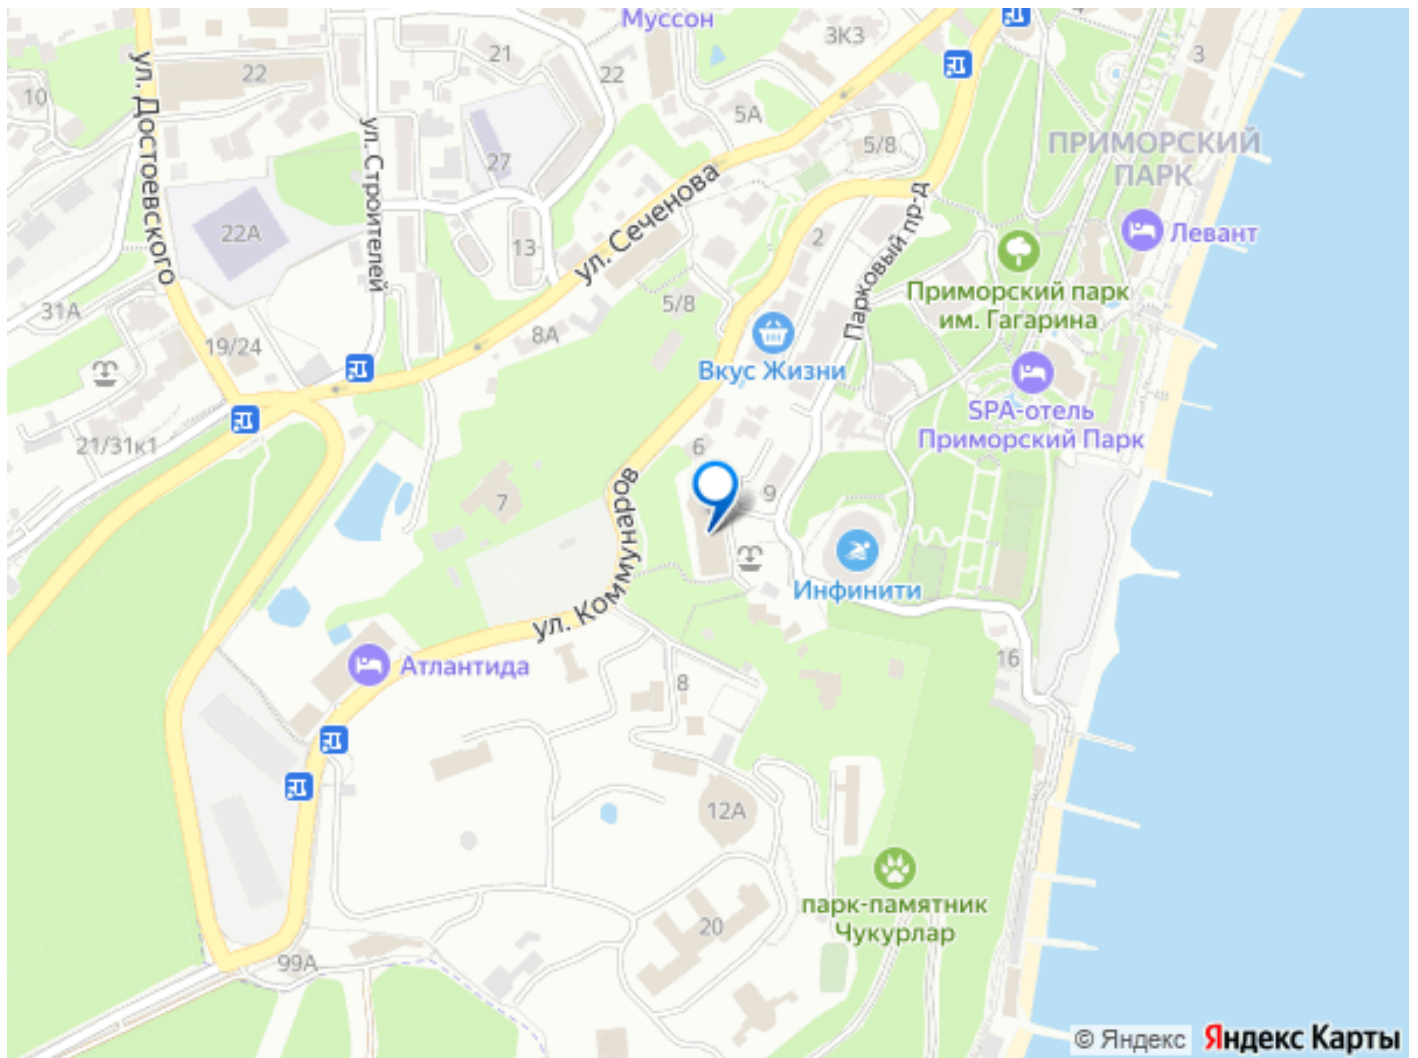 Муссон
3К3
3
21
22
22
10
5А
5/8
ПРИМОРСКИЙ
ПАРК
ул. Достоевского
ул. Строителей
27
ул. Сеченова
Парковый пр-д
22А
13
2
Левант
31А
5/8
Приморский парк
им. Гагарина
19/24
8А
Вкус Жизни
SPA-отель
Приморский Парк
21/31к1
6
7
9
ул. Коммунаров
Инфинити
Атлантида
8
16
12А
парк-памятник
Чукурлар
20
99А
© Яндекс Яндекс Карты